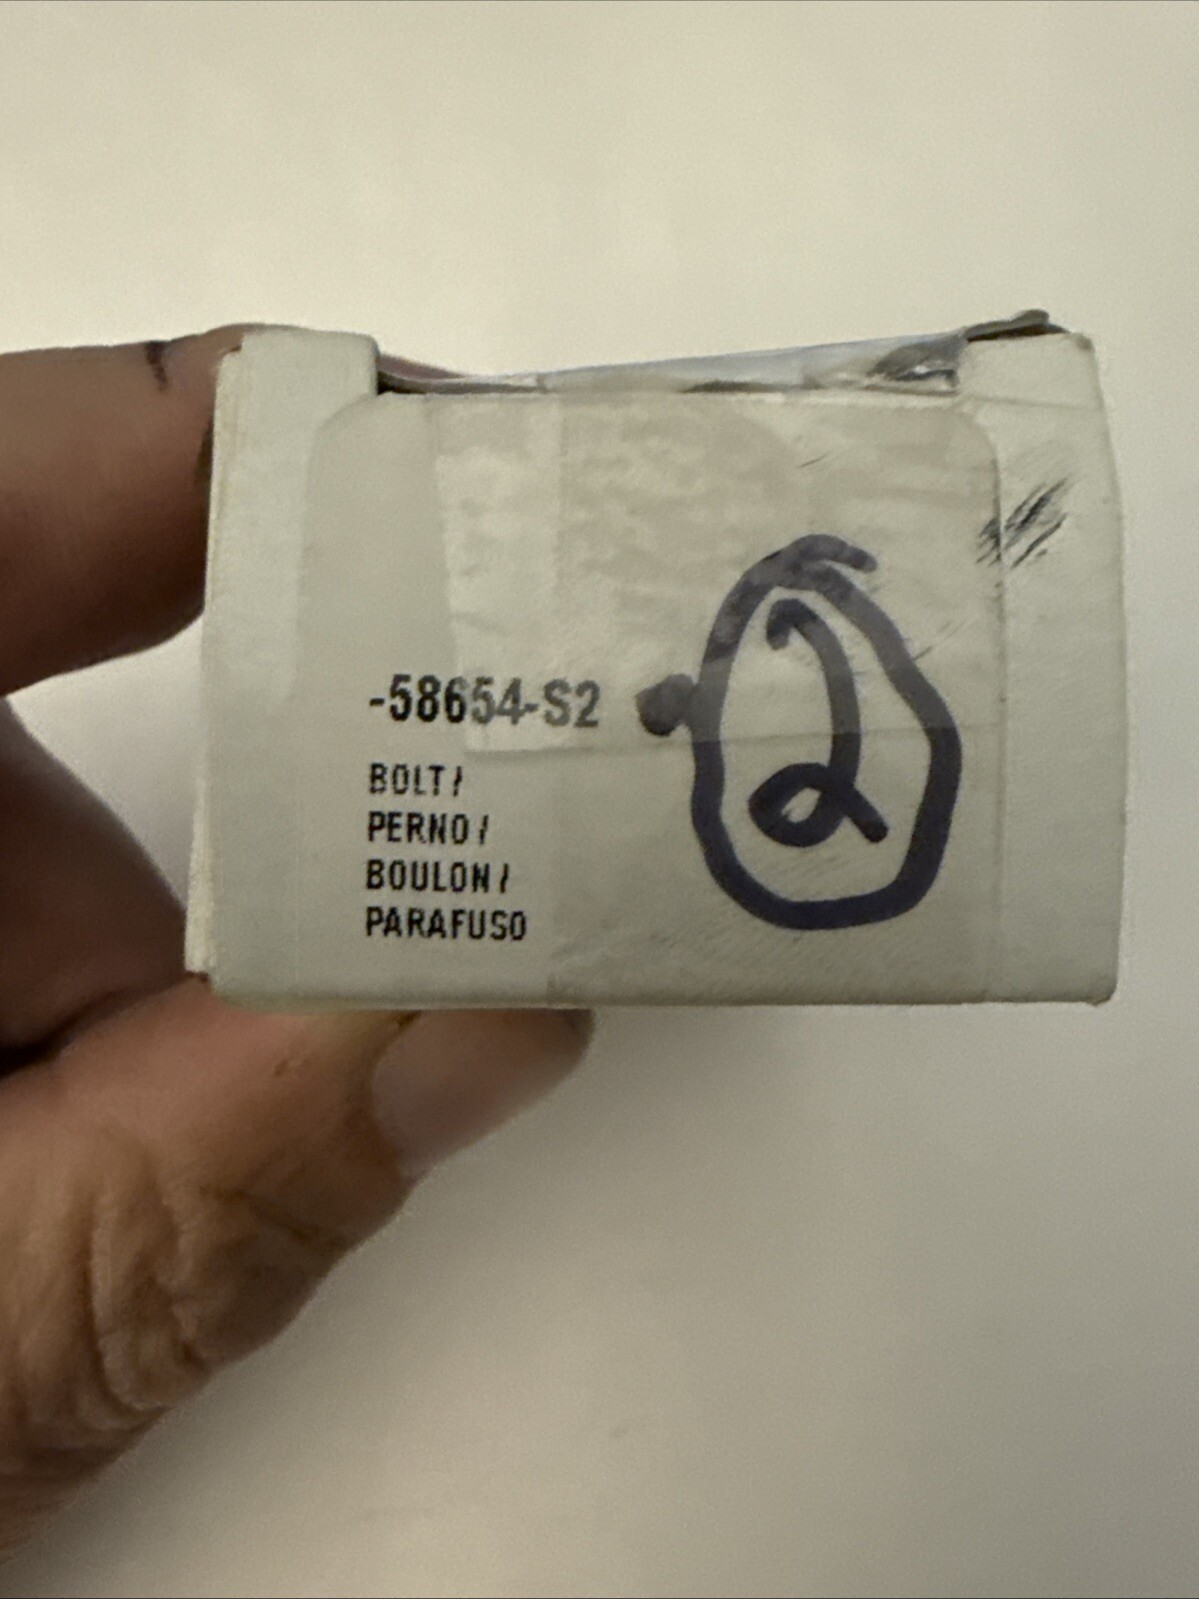 -58654-S2
2
BOLT/
PERNO/
BOULON/
PARAFUSO